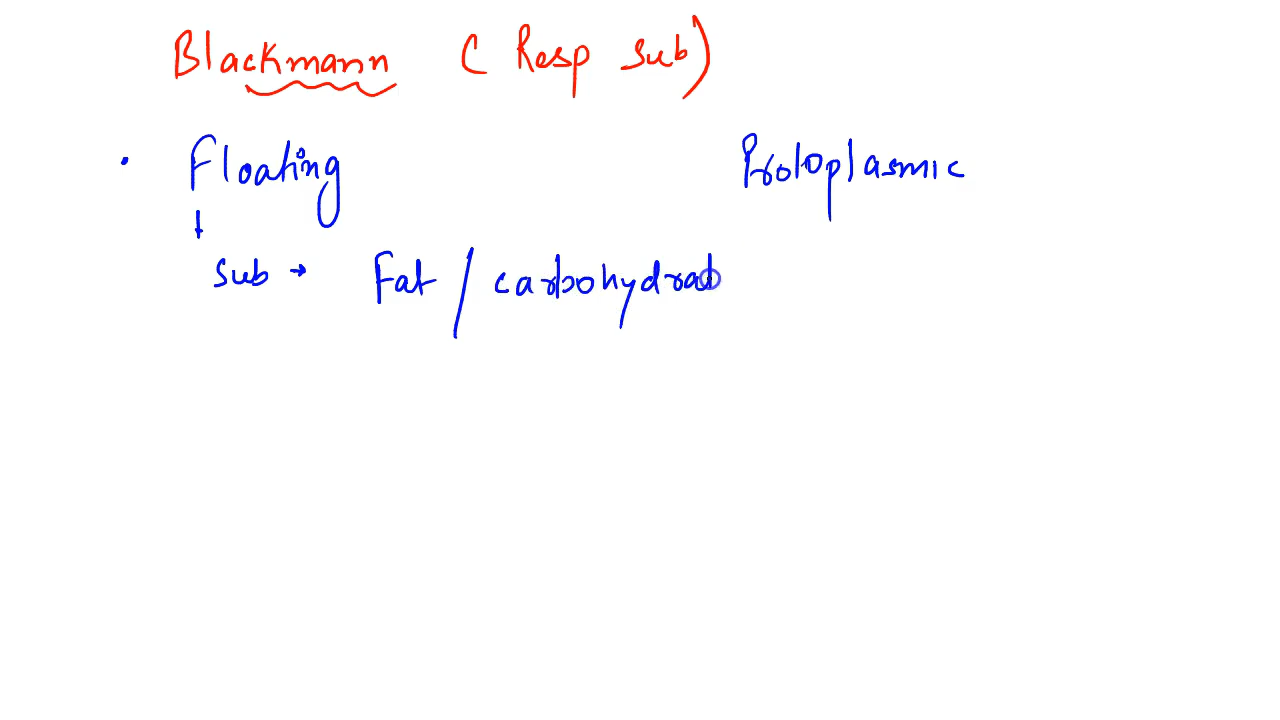 Blackmann ( Resp Sub)
• Floating Protoplasmic
Sub → Fat / carbohydrat